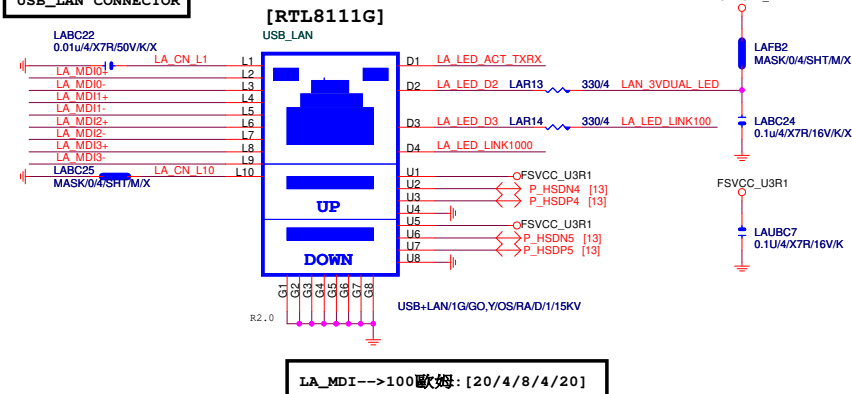 USB_LAN CONNECTOR
[RTL8111G]
USB_LAN
LABC22
0.01u/4/X7R/50V/K/X
LA_CN_L1
L1
LA_MDI0+
L2
LA_MDI0-
L3
LA_MDI1+
L4
LA_MDI1-
L5
LA_MDI2+
L6
LA_MDI2-
L7
LA_MDI3+
L8
LA_MDI3-
L9
LABC25
LA_CN_L10
L10
MASK/0/4/SHT/M/X
D1 LA_LED_ACT_TXRX
D2 LA_LED_D2 LAR13 330/4 LAN_3VDUAL_LED
D3 LA_LED_D3 LAR14 330/4 LA_LED_LINK100
D4 LA_LED_LINK1000
U1 FSVCC_U3R1
U2 P_HSDN4 [13]
U3 P_HSDP4 [13]
U4
U5 FSVCC_U3R1
U6 P_HSDN5 [13]
U7 P_HSDP5 [13]
U8
UP
DOWN
G1 G2 G3 G4 G5 G6 G7 G8
R2.0
USB+LAN/1G/GO,Y/OS/RA/D/1/15KV
LAFB2
MASK/0/4/SHT/M/X
LABC24
0.1u/4/X7R/16V/K/X
FSVCC_U3R1
LAUBC7
0.1U/4/X7R/16V/K
LA_MDI-->100歐姆:[20/4/8/4/20]